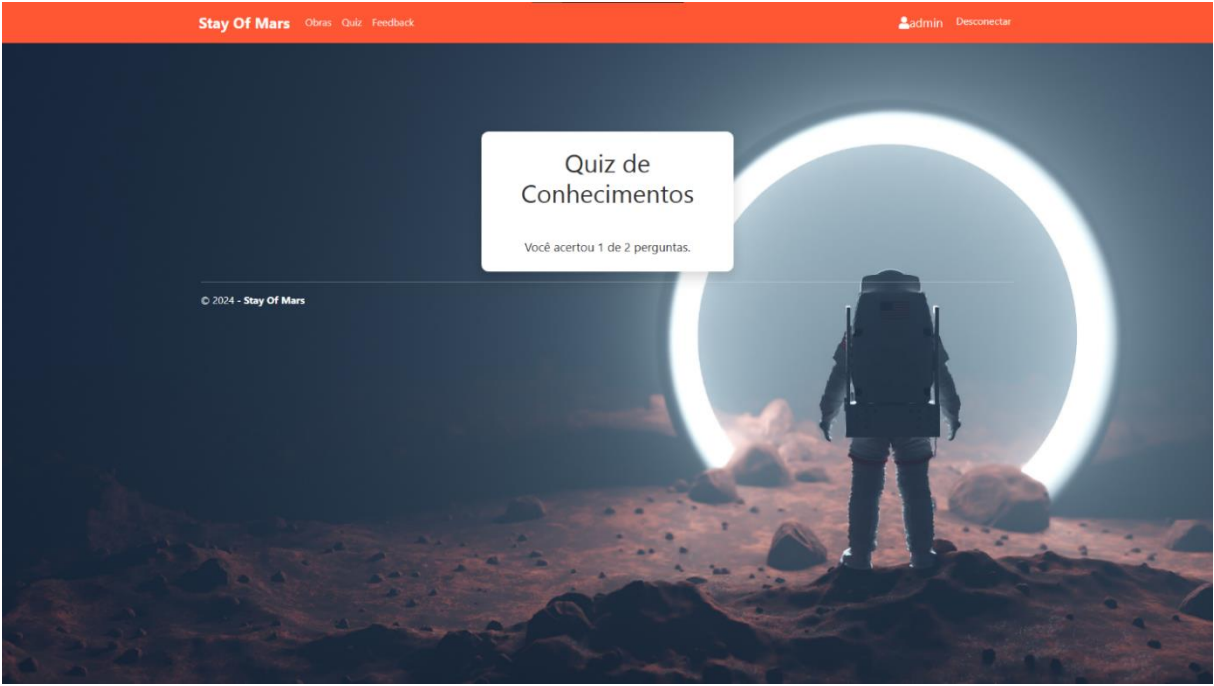 Stay Of Mars Obras Quiz Feedback admin Desconectar
Quiz de
Conhecimentos
Você acertou 1 de 2 perguntas.
© 2024 - Stay Of Mars